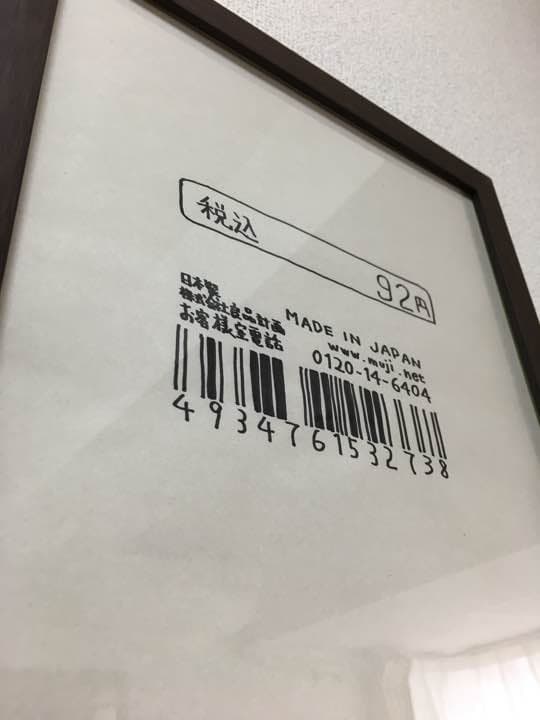 税込
92円
日本製
株式会社良品計画
お客様室電話
MADE IN JAPAN
www.muji.net
0120-14-6404
4934761532738